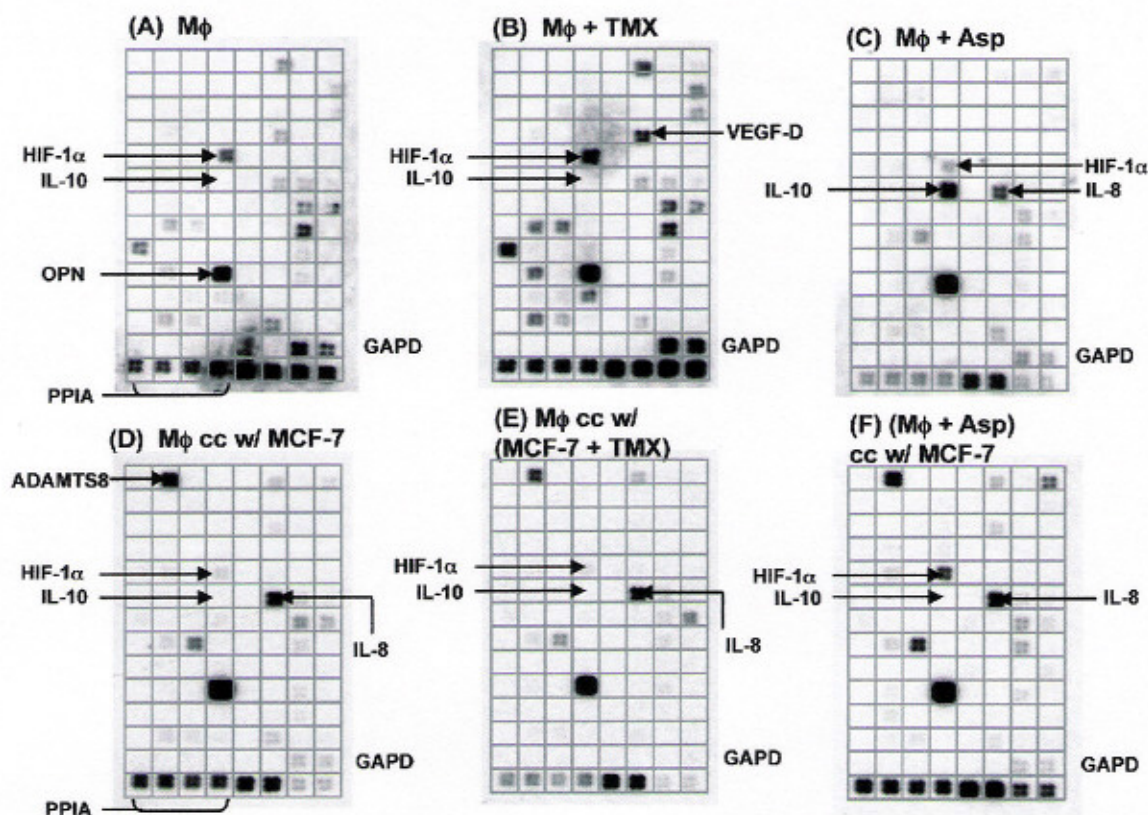 (A) Mϕ
HIF-1α
IL-10
OPN
GAPD
PPIA
(B) Mϕ + TMX
VEGF-D
HIF-1α
IL-10
GAPD
(C) Mϕ + Asp
HIF-1α
IL-10
IL-8
GAPD
(D) Mϕ cc w/ MCF-7
ADAMTS8
HIF-1α
IL-10
IL-8
GAPD
PPIA
(E) Mϕ cc w/
(MCF-7 + TMX)
HIF-1α
IL-10
IL-8
GAPD
(F) (Mϕ + Asp)
cc w/ MCF-7
HIF-1α
IL-10
IL-8
GAPD